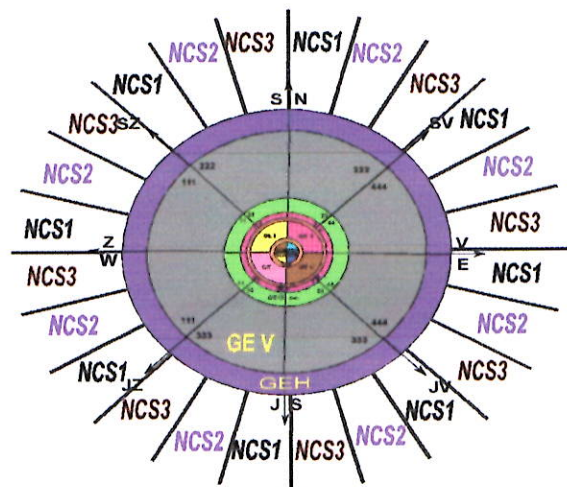 NCS3 NCS1
NCS2 NCS2
NCS1 NCS3
S N
NCS3 SZ SV NCS1
222 333
NCS2 111 444 NCS2
NCS1 NCS3
Z V
W E
NCS3 NCS1
NCS2 111 444 NCS2
333 333
GE V
NCS1 NCS3
JZ GEH JV
NCS3 J S NCS1
NCS2 NCS2
NCS1 NCS3